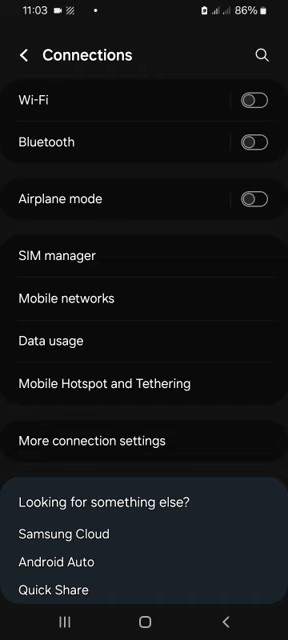 11:03
86%
Connections
Wi-Fi
Bluetooth
Airplane mode
SIM manager
Mobile networks
Data usage
Mobile Hotspot and Tethering
More connection settings
Looking for something else?
Samsung Cloud
Android Auto
Quick Share